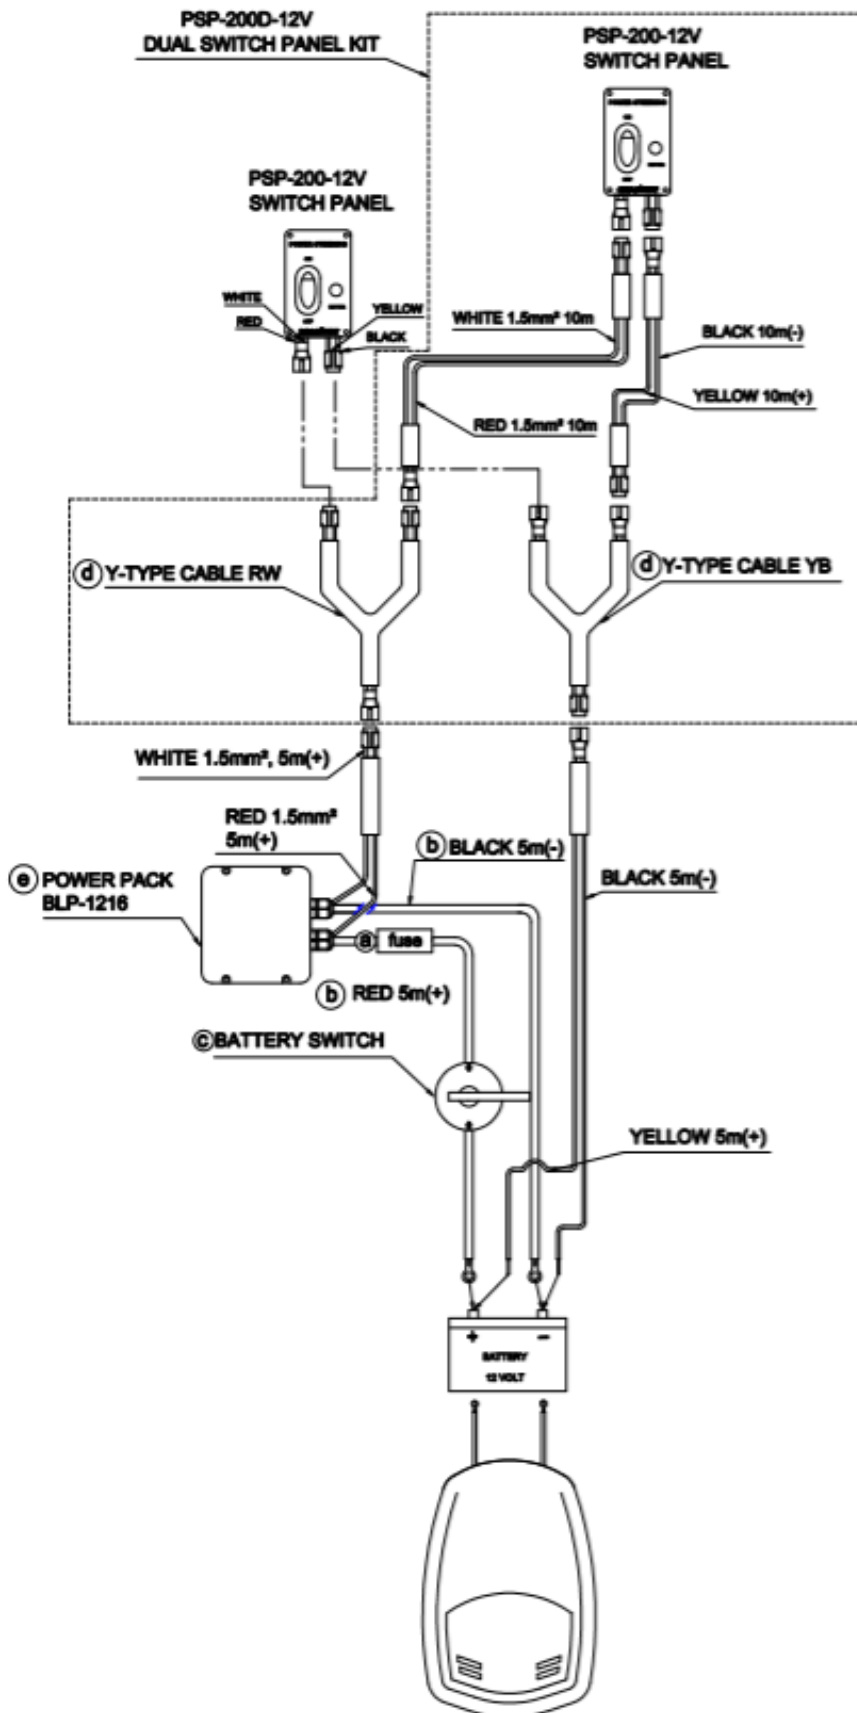 PSP-200D-12V
DUAL SWITCH PANEL KIT
PSP-200-12V
SWITCH PANEL
PSP-200-12V
SWITCH PANEL
WHITE
RED
YELLOW
BLACK
WHITE 1.5mm² 10m
BLACK 10m(-)
YELLOW 10m(+)
RED 1.5mm² 10m
d Y-TYPE CABLE RW
d Y-TYPE CABLE YB
WHITE 1.5mm², 5m(+)
RED 1.5mm²
5m(+)
b BLACK 5m(-)
e POWER PACK
BLP-1216
BLACK 5m(-)
a fuse
b RED 5m(+)
c BATTERY SWITCH
YELLOW 5m(+)
+ −
BATTERY
12 VOLT